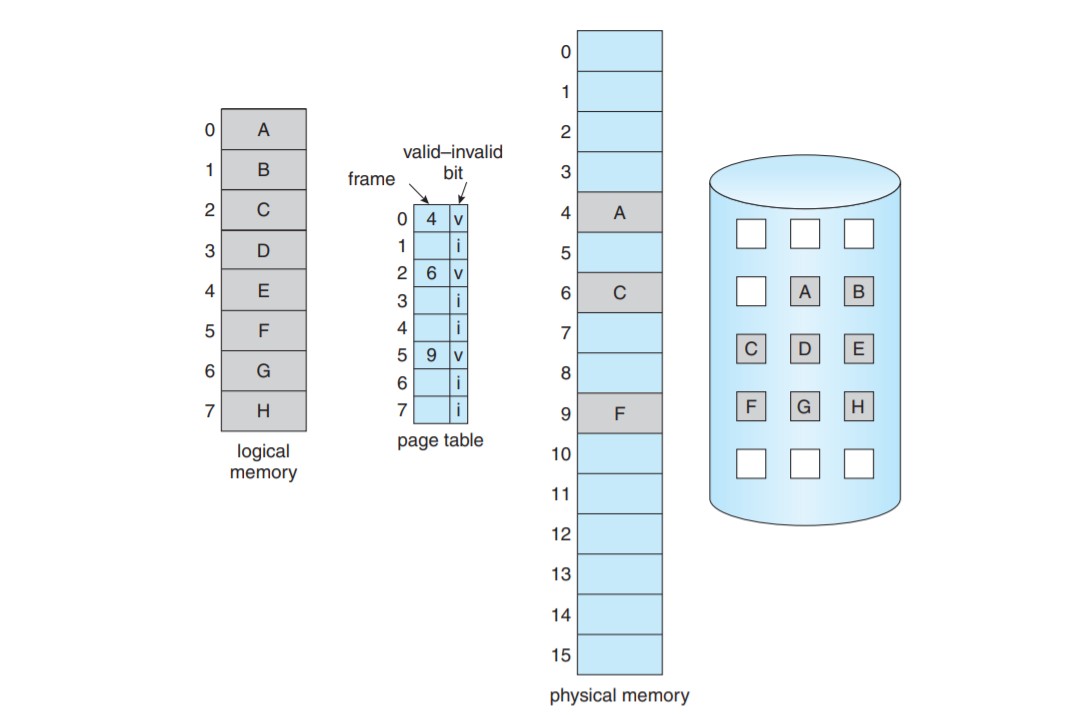 0 A
1 B
2 C
3 D
4 E
5 F
6 G
7 H
logical
memory
valid–invalid
bit
frame
0 4 v
1 i
2 6 v
3 i
4 i
5 9 v
6 i
7 i
page table
0
1
2
3
4 A
5
6 C
7
8
9 F
10
11
12
13
14
15
physical memory
A B
C D E
F G H